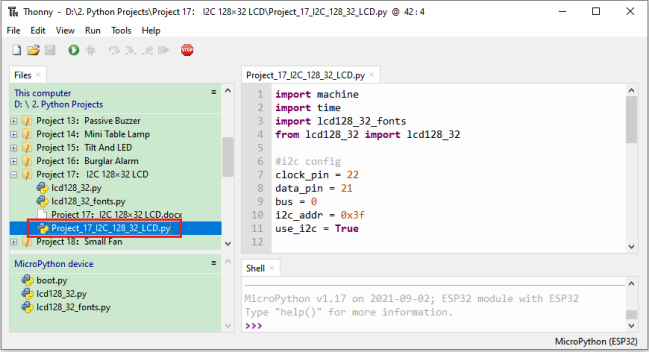 Thonny - D:\2. Python Projects\Project 17： I2C 128×32 LCD\Project_17_I2C_128_32_LCD.py @ 42 : 4
File Edit View Run Tools Help
STOP
Files
This computer
D: \ 2. Python Projects
Project 13：Passive Buzzer
Project 14：Mini Table Lamp
Project 15：Tilt And LED
Project 16：Burglar Alarm
Project 17： I2C 128×32 LCD
lcd128_32.py
lcd128_32_fonts.py
Project 17：I2C 128×32 LCD.docx
Project_17_I2C_128_32_LCD.py
Project 18：Small Fan
MicroPython device
boot.py
lcd128_32.py
lcd128_32_fonts.py
Project_17_I2C_128_32_LCD.py
1 import machine
2 import time
3 import lcd128_32_fonts
4 from lcd128_32 import lcd128_32
5
6 #i2c config
7 clock_pin = 22
8 data_pin = 21
9 bus = 0
10 i2c_addr = 0x3f
11 use_i2c = True
12
Shell
MicroPython v1.17 on 2021-09-02; ESP32 module with ESP32
Type "help()" for more information.
>>>
MicroPython (ESP32)